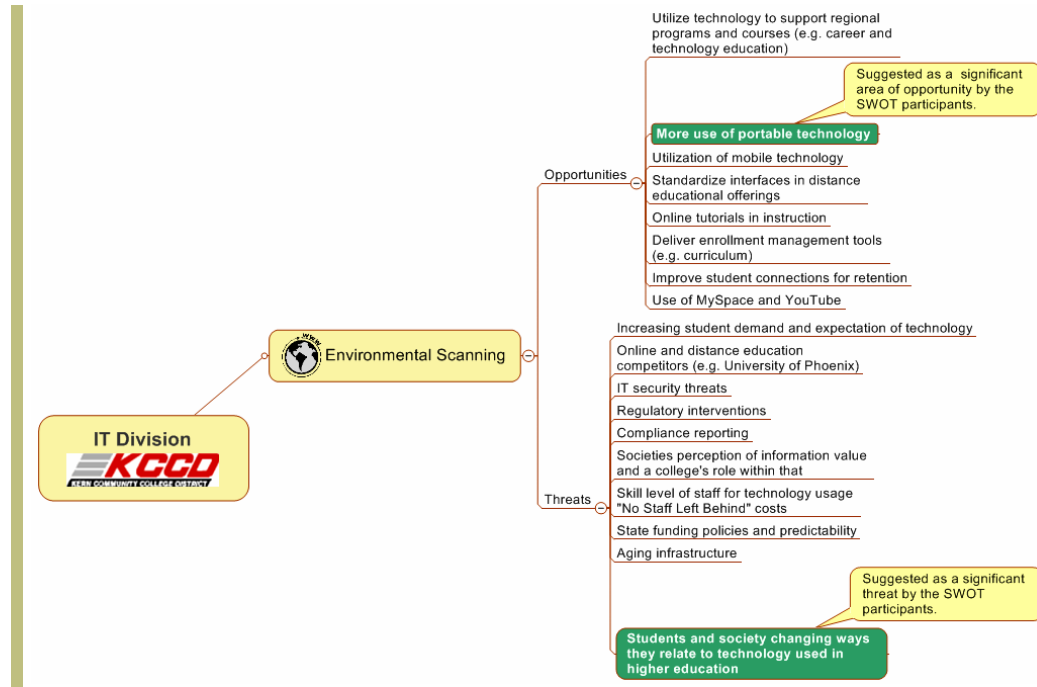 Utilize technology to support regional
programs and courses (e.g. career and
technology education)
Suggested as a significant
area of opportunity by the
SWOT participants.
More use of portable technology
Utilization of mobile technology
Opportunities
Standardize interfaces in distance
educational offerings
Online tutorials in instruction
Deliver enrollment management tools
(e.g. curriculum)
Improve student connections for retention
Use of MySpace and YouTube
WWW
Environmental Scanning
Increasing student demand and expectation of technology
Online and distance education
competitors (e.g. University of Phoenix)
IT security threats
Regulatory interventions
Compliance reporting
Societies perception of information value
and a college's role within that
Threats
Skill level of staff for technology usage
"No Staff Left Behind" costs
State funding policies and predictability
Aging infrastructure
Suggested as a significant
threat by the SWOT
participants.
Students and society changing ways
they relate to technology used in
higher education
IT Division
KCCD
KERN COMMUNITY COLLEGE DISTRICT